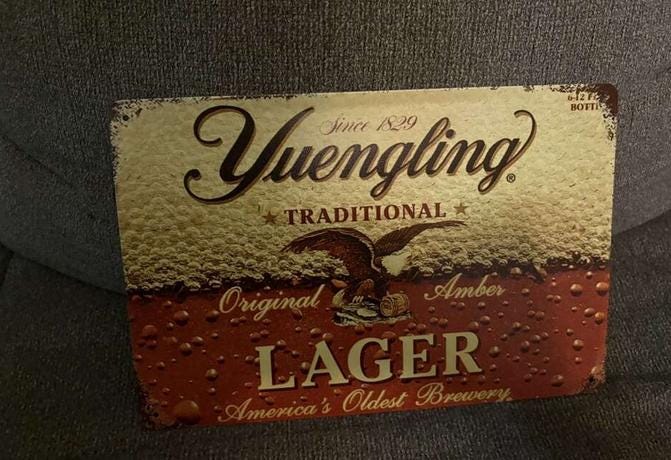 Since 1829
Yuengling®
★ TRADITIONAL ★
Original Amber
LAGER
America's Oldest Brewery